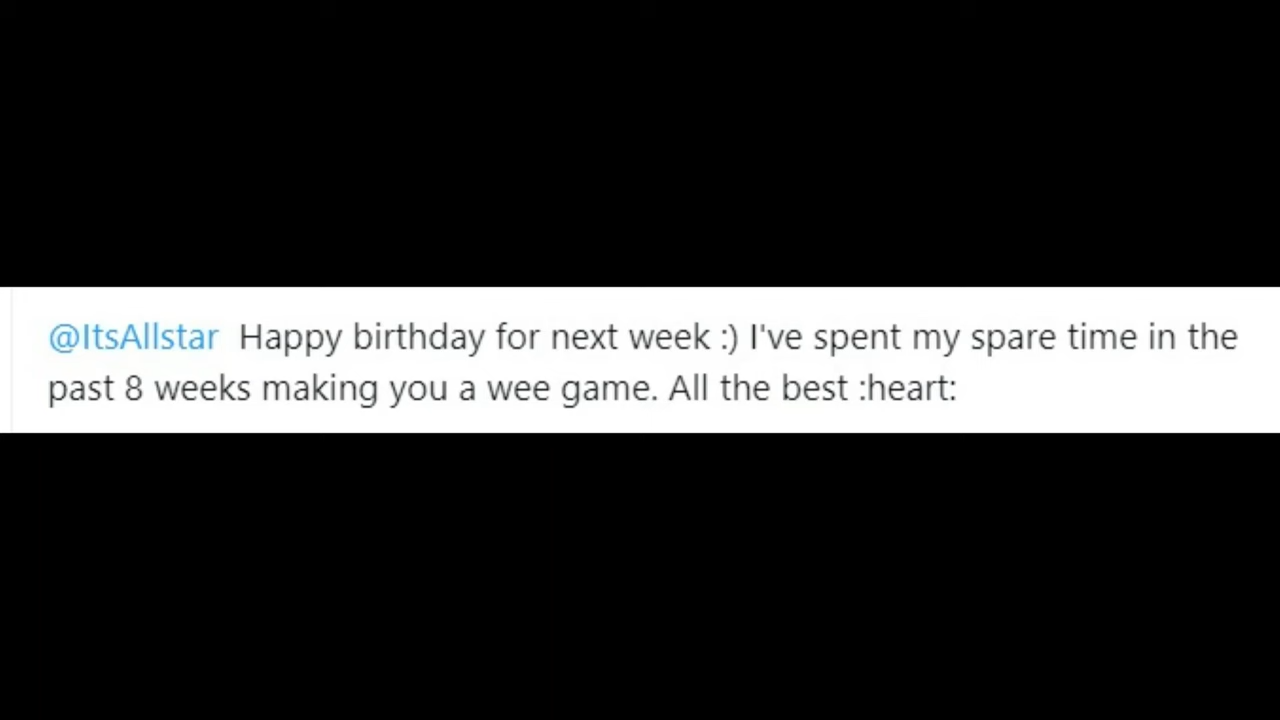 @ItsAllstar Happy birthday for next week :) I've spent my spare time in the
past 8 weeks making you a wee game. All the best :heart: